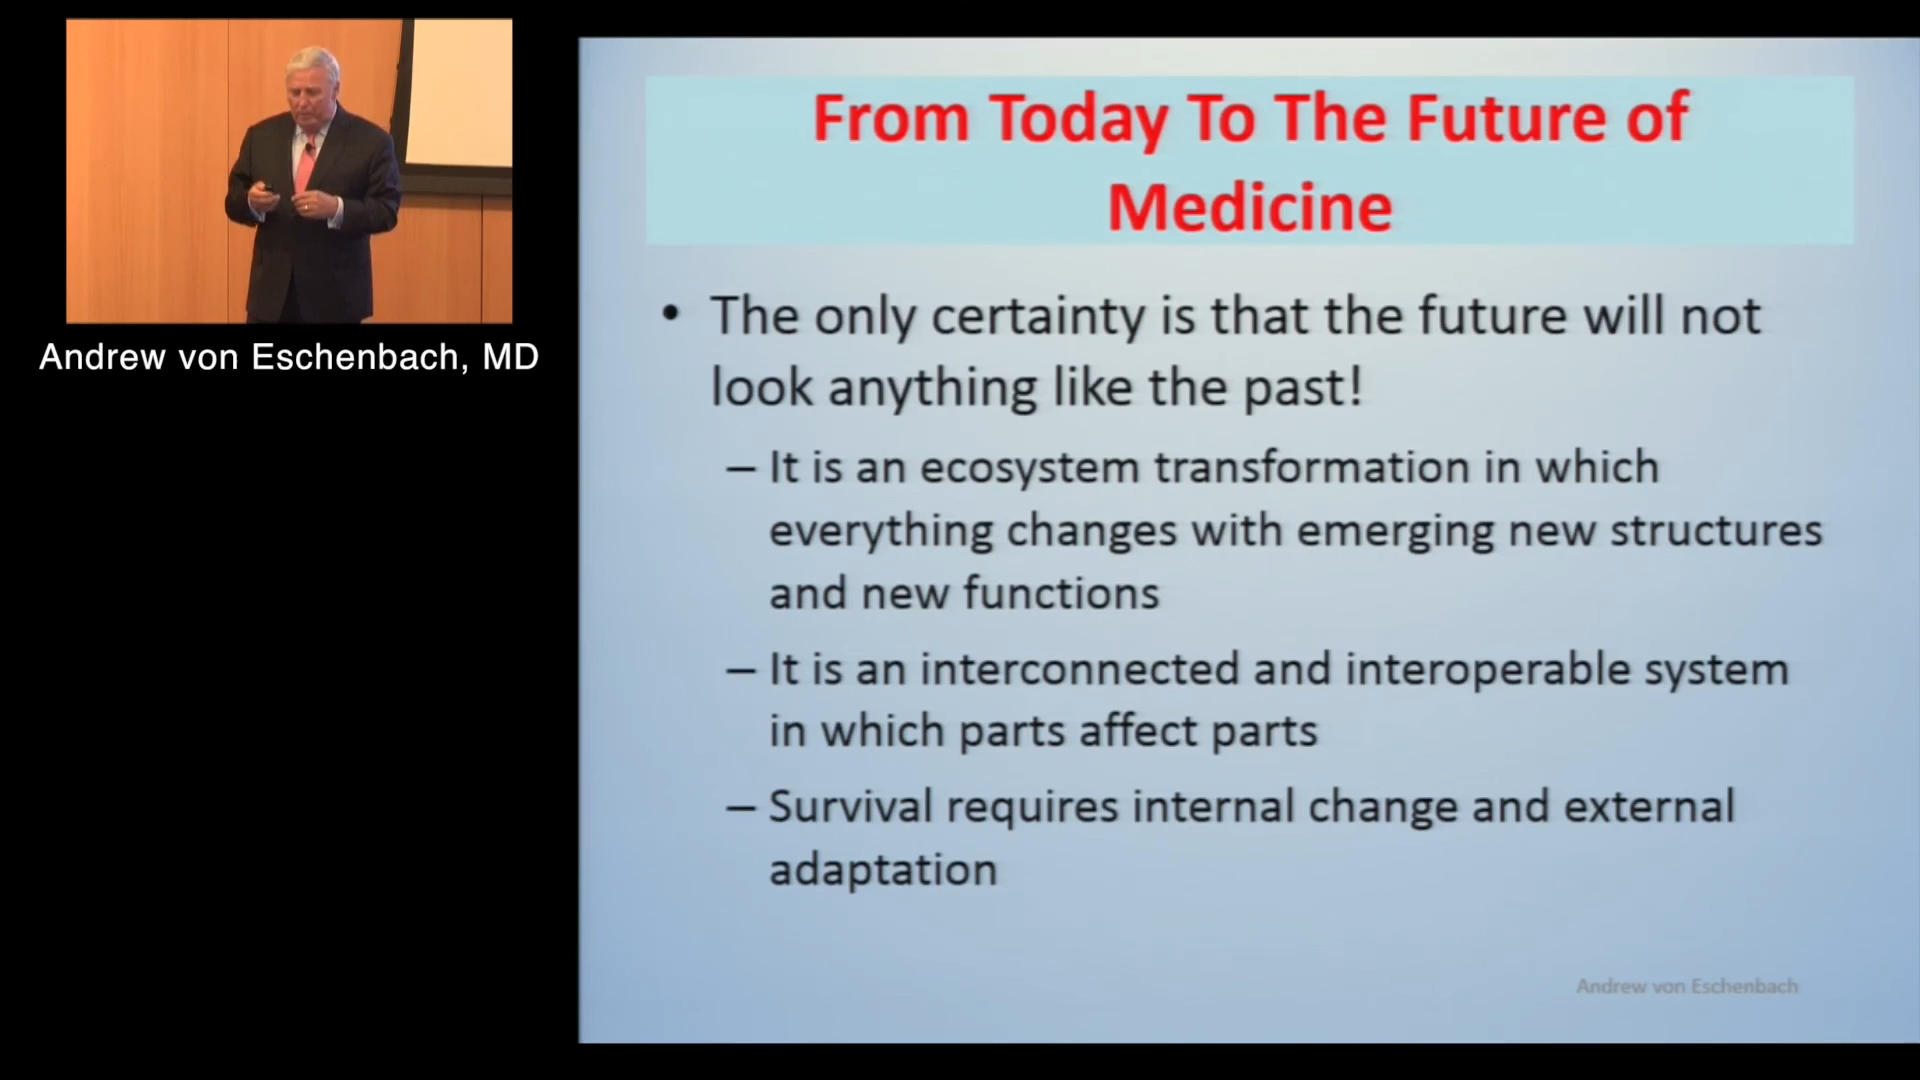 Andrew von Eschenbach, MD
From Today To The Future of
Medicine
• The only certainty is that the future will not
look anything like the past!
– It is an ecosystem transformation in which
everything changes with emerging new structures
and new functions
– It is an interconnected and interoperable system
in which parts affect parts
– Survival requires internal change and external
adaptation
Andrew von Eschenbach